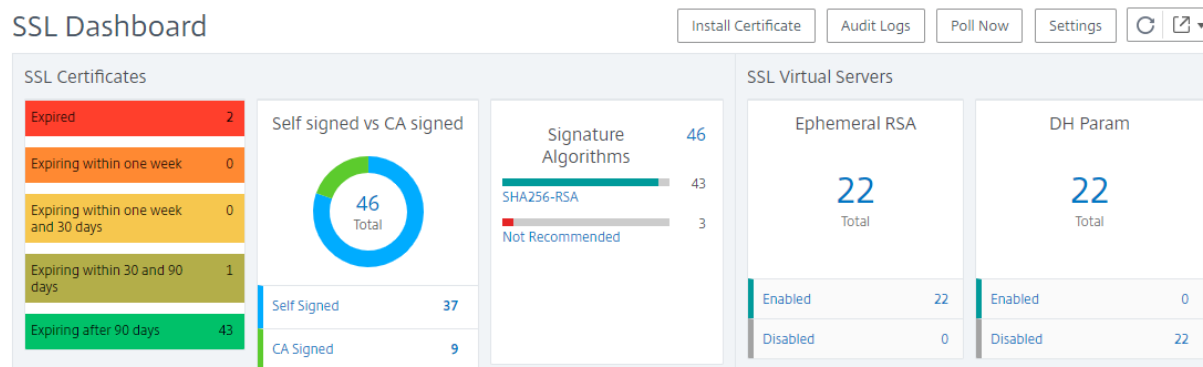 SSL Dashboard
Install Certificate
Audit Logs
Poll Now
Settings
SSL Certificates
Expired 2
Expiring within one week 0
Expiring within one week 0
and 30 days
Expiring within 30 and 90 1
days
Expiring after 90 days 43
Self signed vs CA signed
46
Total
Self Signed 37
CA Signed 9
Signature 46
Algorithms
43
SHA256-RSA
3
Not Recommended
SSL Virtual Servers
Ephemeral RSA
22
Total
Enabled 22
Disabled 0
DH Param
22
Total
Enabled 0
Disabled 22